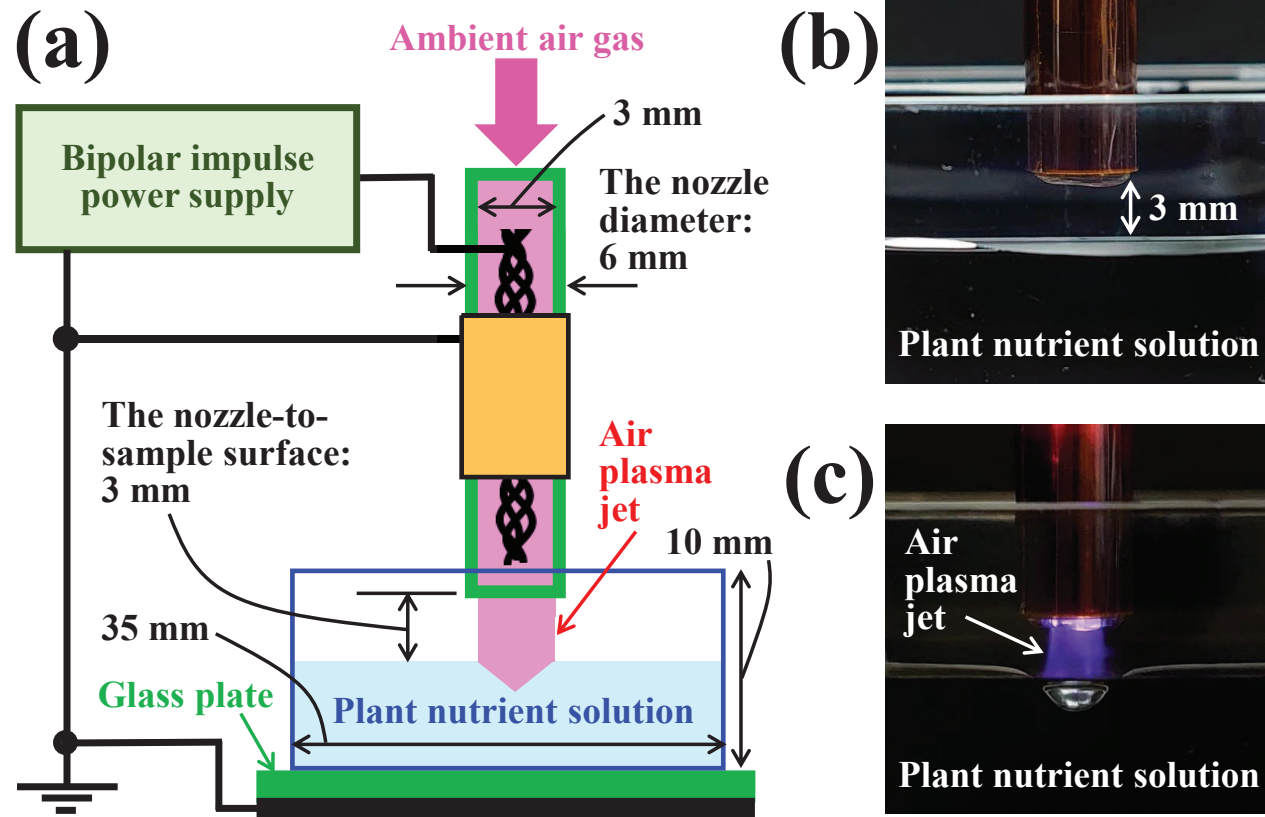 (a)
Ambient air gas
3 mm
Bipolar impulse
power supply
The nozzle
diameter:
6 mm
The nozzle-to-
sample surface:
3 mm
Air
plasma
jet
10 mm
35 mm
Glass plate
Plant nutrient solution
(b)
3 mm
Plant nutrient solution
(c)
Air
plasma
jet
Plant nutrient solution